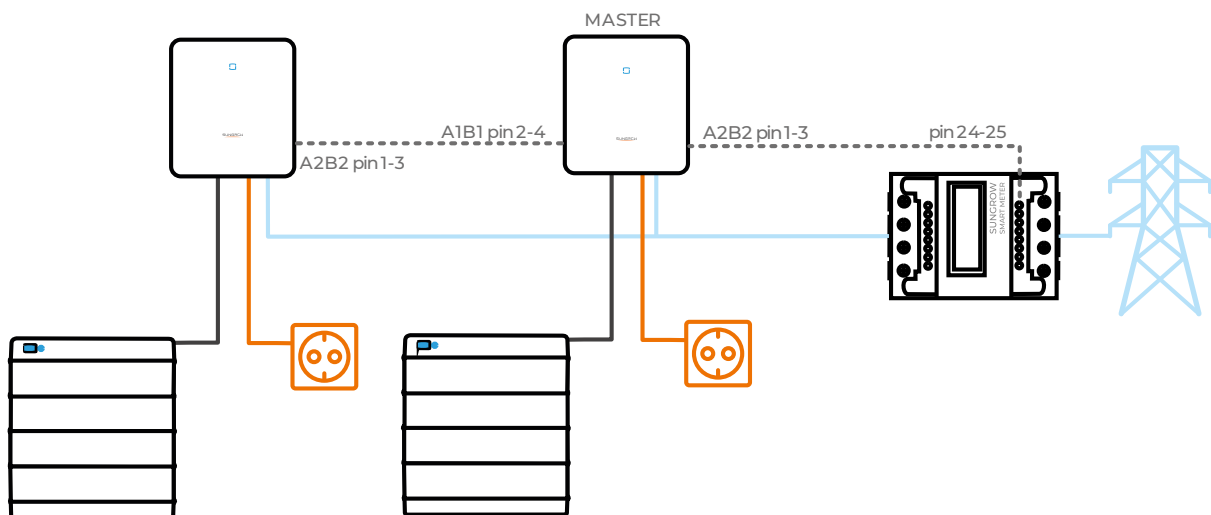 MASTER
A1B1 pin 2-4
A2B2 pin 1-3
A2B2 pin 1-3
pin 24-25
SUNGROW
SMART METER